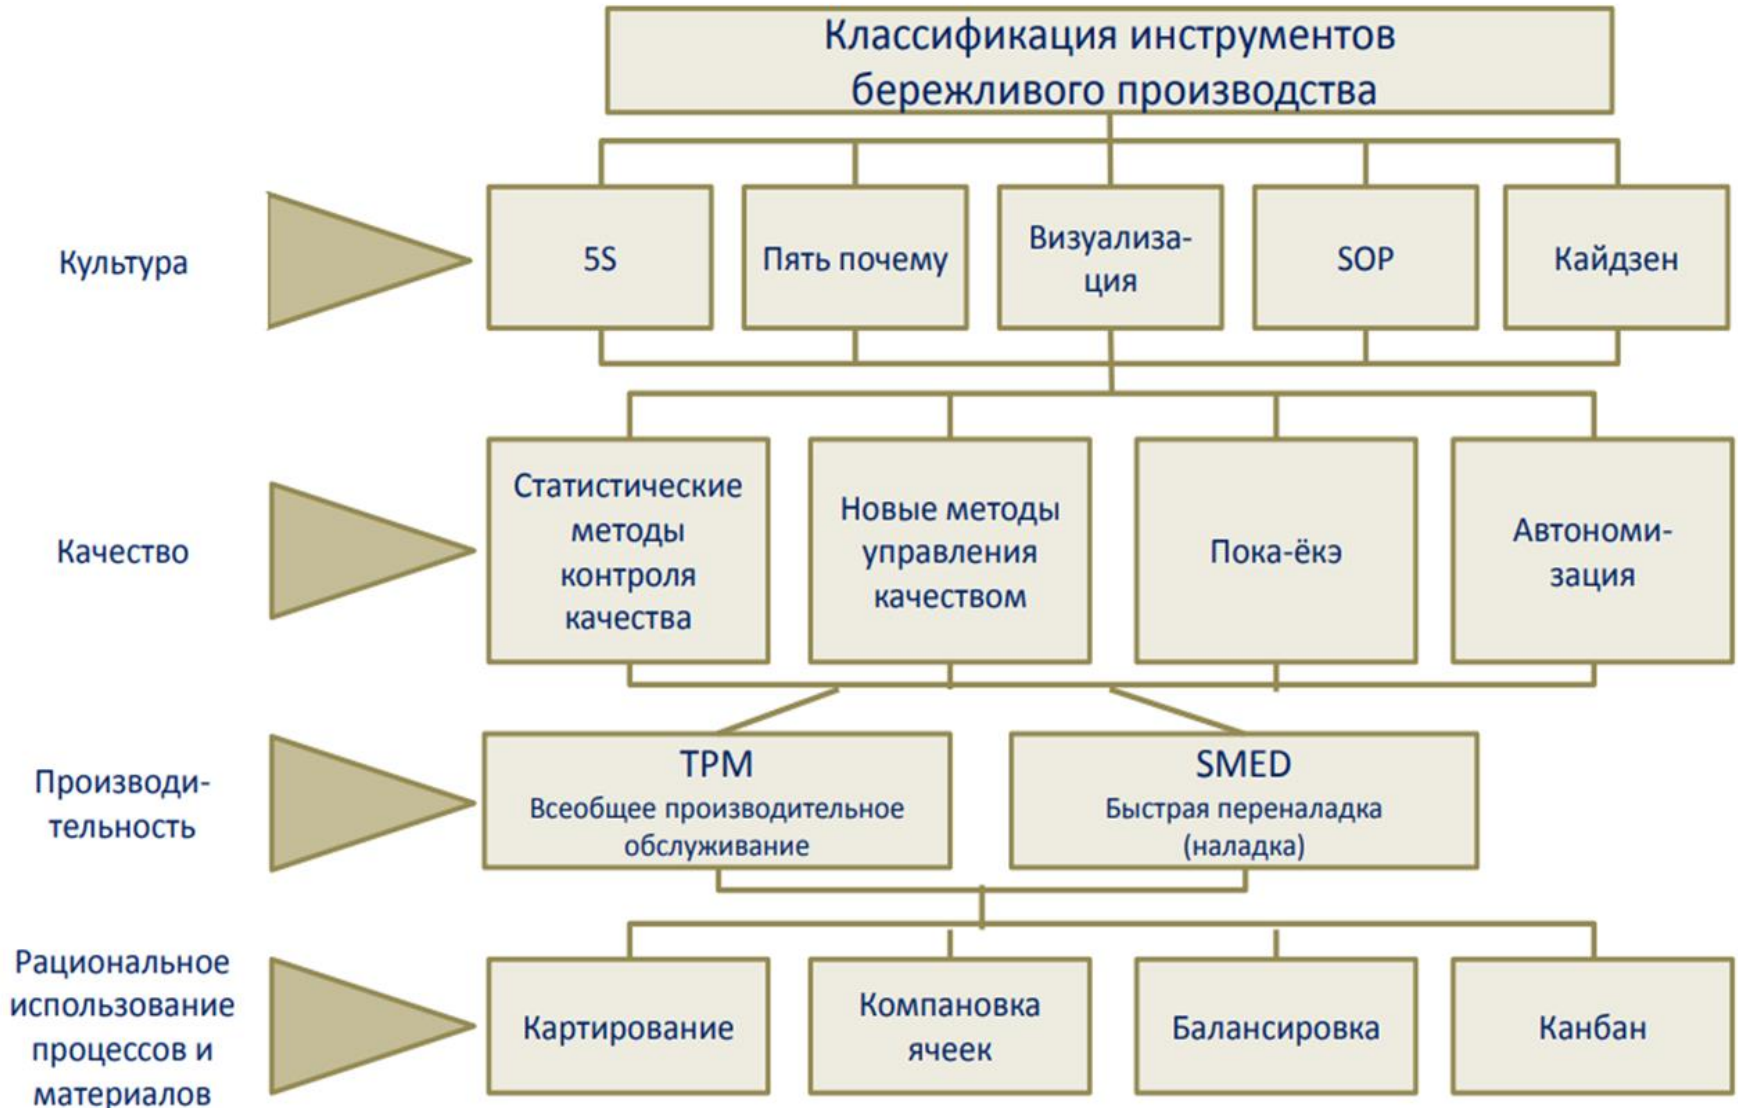 Классификация инструментов
бережливого производства
Культура
5S
Пять почему
Визуализа-
ция
SOP
Кайдзен
Качество
Статистические
методы
контроля
качества
Новые методы
управления
качеством
Пока-ёкэ
Автономи-
зация
Производи-
тельность
TPM
Всеобщее производительное
обслуживание
SMED
Быстрая переналадка
(наладка)
Рациональное
использование
процессов и
материалов
Картирование
Компановка
ячеек
Балансировка
Канбан